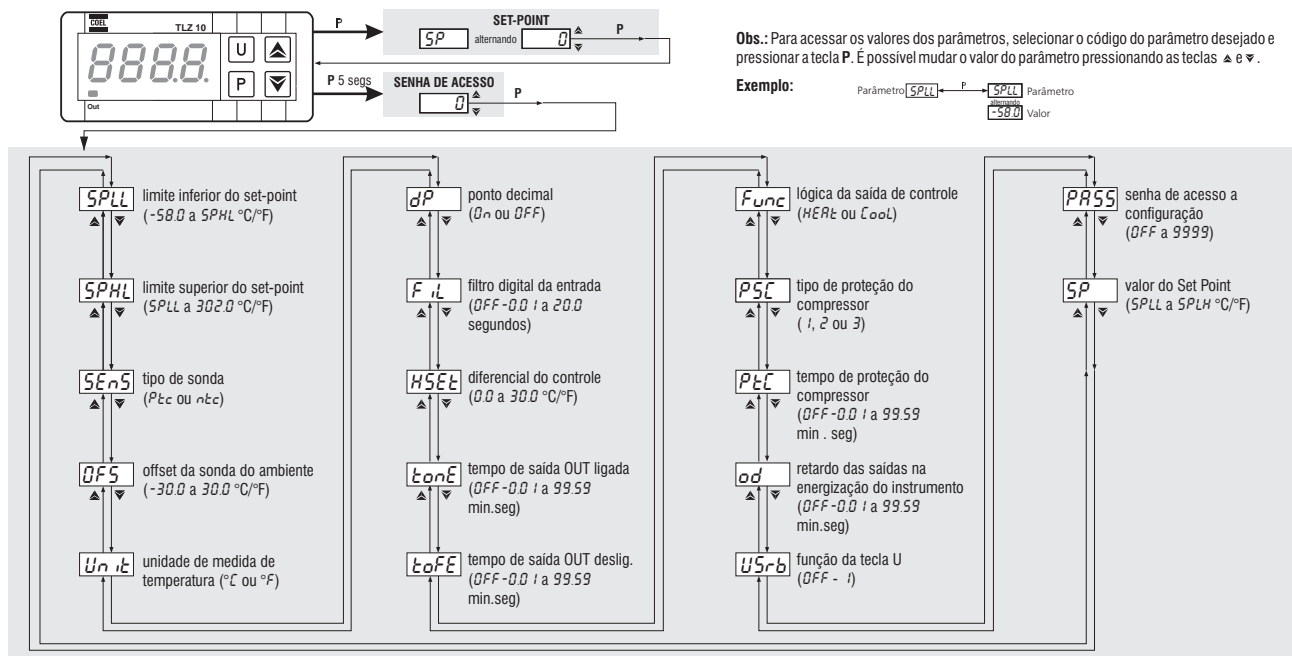 COEL
TLZ 10
888.8.
Out
U
P
P
SET-POINT
SP alternando 0
P
P 5 segs
SENHA DE ACESSO
0
P
Obs.: Para acessar os valores dos parâmetros, selecionar o código do parâmetro desejado e
pressionar a tecla P. É possível mudar o valor do parâmetro pressionando as teclas e .
Exemplo:
Parâmetro SPLL P SPLL Parâmetro
alternando
-58.0 Valor
SPLL limite inferior do set-point
(-58.0 a SPHL °C/°F)
SPHL limite superior do set-point
(SPLL a 302.0 °C/°F)
SEnS tipo de sonda
(Ptc ou ntc)
OFS offset da sonda do ambiente
(-30.0 a 30.0 °C/°F)
Unit unidade de medida de
temperatura (°C ou °F)
dP ponto decimal
(On ou OFF)
FiL filtro digital da entrada
(OFF-0.01 a 20.0
segundos)
HSEt diferencial do controle
(0.0 a 30.0 °C/°F)
tonE tempo de saída OUT ligada
(OFF-0.01 a 99.59
min.seg)
toFE tempo de saída OUT deslig.
(OFF-0.01 a 99.59
min.seg)
Func lógica da saída de controle
(HEAt ou CooL)
PSC tipo de proteção do
compressor
(1, 2 ou 3)
PtC tempo de proteção do
compressor
(OFF-0.01 a 99.59
min . seg)
od retardo das saídas na
energização do instrumento
(OFF-0.01 a 99.59
min.seg)
USrb função da tecla U
(OFF - 1)
PASS senha de acesso a
configuração
(OFF a 9999)
SP valor do Set Point
(SPLL a SPLH °C/°F)